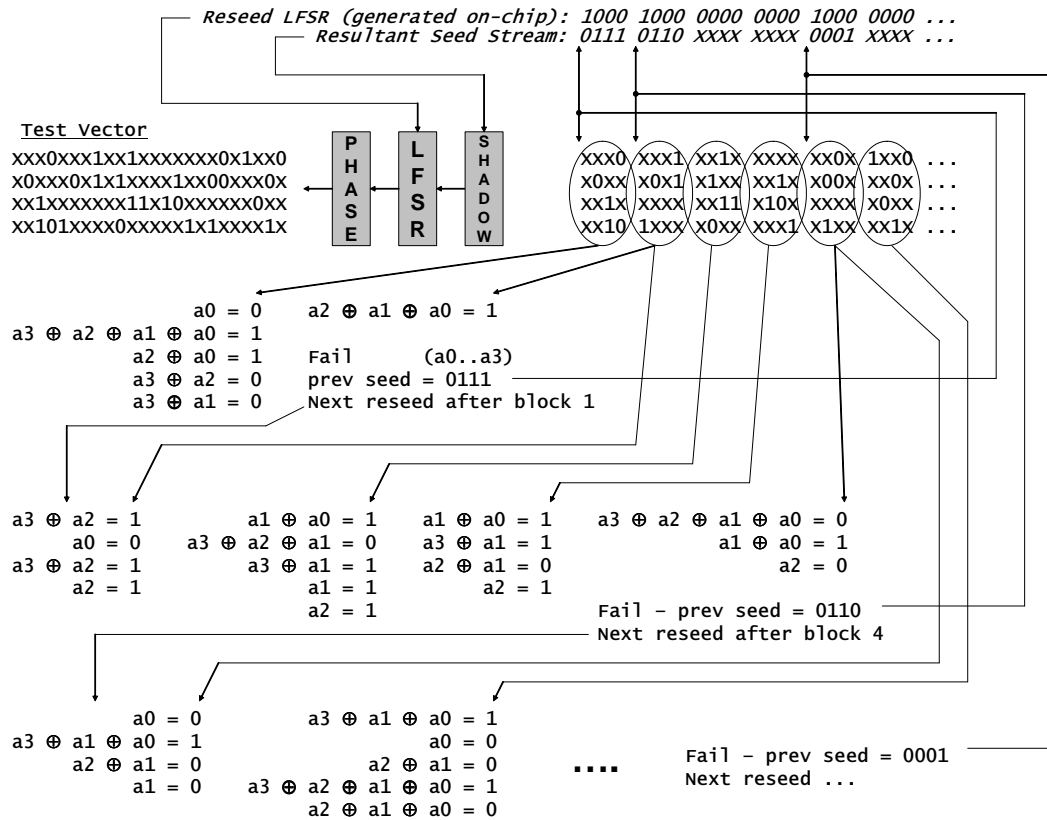 Reseed LFSR (generated on-chip): 1000 1000 0000 0000 1000 0000 ...
Resultant Seed Stream: 0111 0110 xxxx xxxx 0001 xxxx ...
Test Vector
xxx0xxx1xx1xxxxxxx0x1xx0
x0xxx0x1x1xxxx1xx00xxx0x
xx1xxxxxxx11x10xxxxxx0xx
xx101xxxx0xxxxx1x1xxxx1x
PHASE
LFSR
SHADOW
xxx0 xxx1 xx1x xxxx xx0x 1xx0 ...
x0xx x0x1 x1xx xx1x x00x xx0x ...
xx1x xxxx xx11 x10x xxxx x0xx ...
xx10 1xxx x0xx xxx1 x1xx xx1x ...
a0 = 0
a3 ⊕ a2 ⊕ a1 ⊕ a0 = 1
a2 ⊕ a0 = 1
a3 ⊕ a2 = 0
a3 ⊕ a1 = 0
a2 ⊕ a1 ⊕ a0 = 1
Fail (a0..a3)
prev seed = 0111
Next reseed after block 1
a3 ⊕ a2 = 1
a0 = 0
a3 ⊕ a2 = 1
a2 = 1
a1 ⊕ a0 = 1
a3 ⊕ a2 ⊕ a1 = 0
a3 ⊕ a1 = 1
a1 = 1
a2 = 1
a1 ⊕ a0 = 1
a3 ⊕ a1 = 1
a2 ⊕ a1 = 0
a2 = 1
a3 ⊕ a2 ⊕ a1 ⊕ a0 = 0
a1 ⊕ a0 = 1
a2 = 0
Fail – prev seed = 0110
Next reseed after block 4
a0 = 0
a3 ⊕ a1 ⊕ a0 = 1
a2 ⊕ a1 = 0
a1 = 0
a3 ⊕ a1 ⊕ a0 = 1
a0 = 0
a2 ⊕ a1 = 0
a3 ⊕ a2 ⊕ a1 ⊕ a0 = 1
a2 ⊕ a1 ⊕ a0 = 0
....
Fail – prev seed = 0001
Next reseed ...